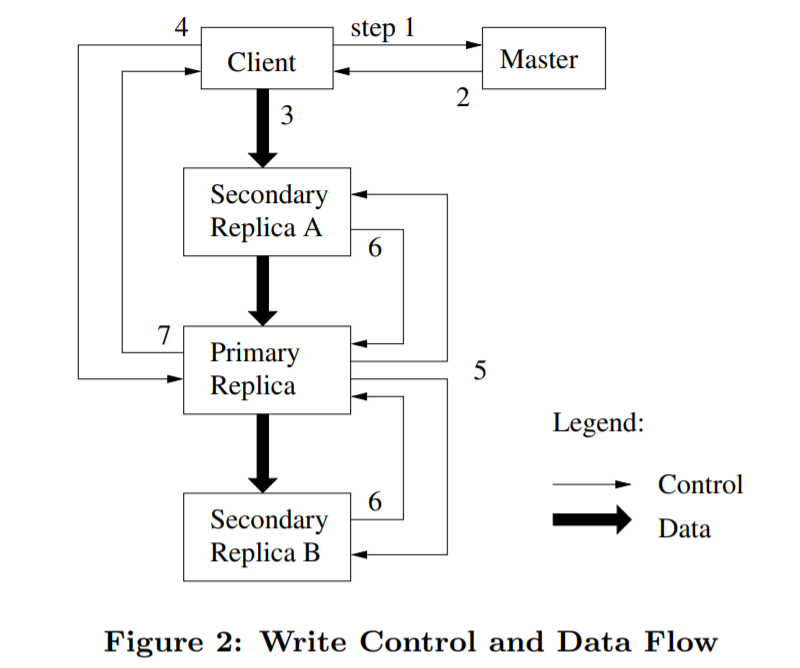 4
step 1
Client
Master
2
3
Secondary
Replica A
6
7
Primary
Replica
5
Legend:
Control
6
Secondary
Replica B
Data
Figure 2: Write Control and Data Flow